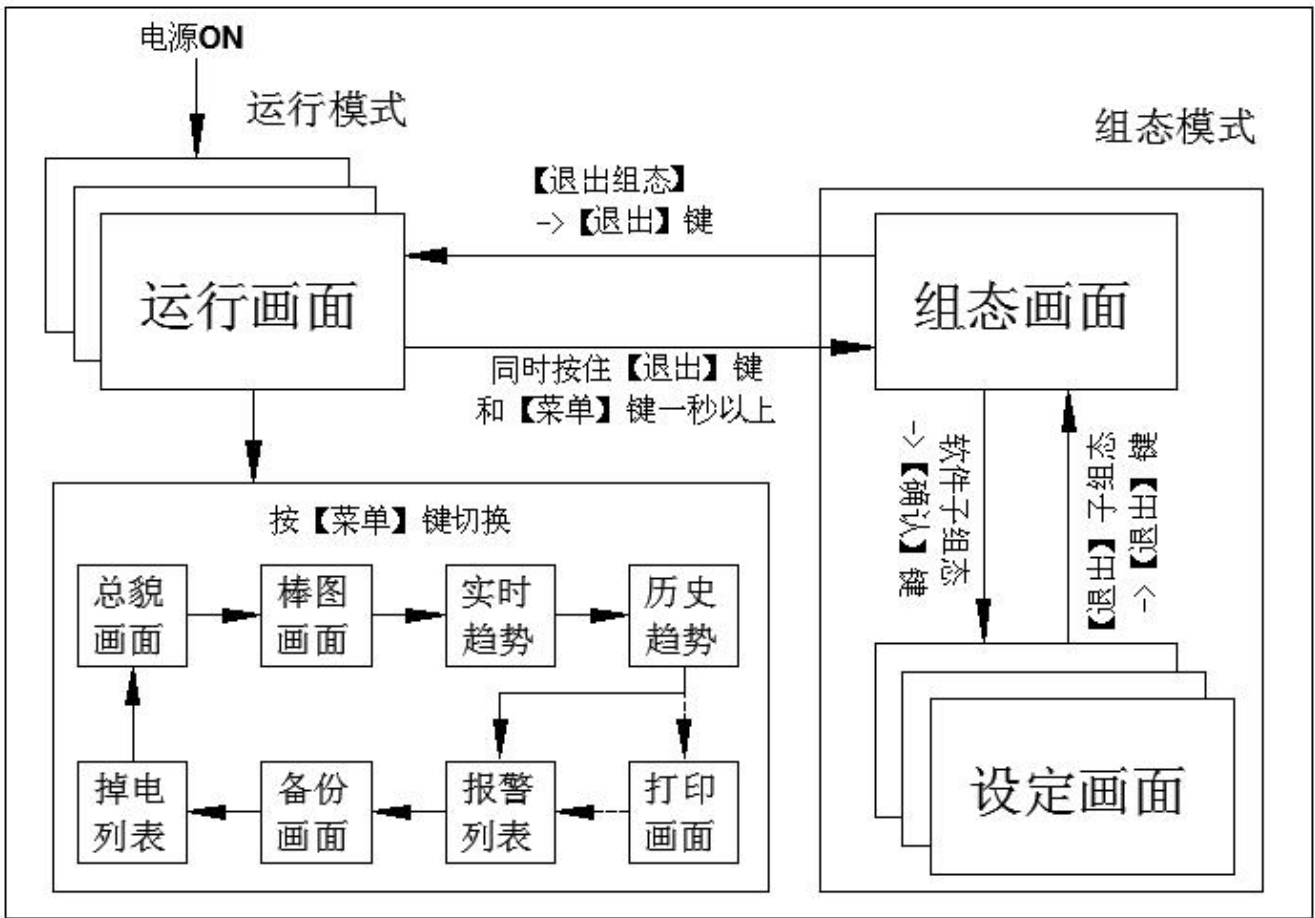 电源ON
运行模式
组态模式
【退出组态】
->【退出】键
运行画面
组态画面
同时按住【退出】键
和【菜单】键一秒以上
软件子组态
->【确认】键
【退出】子组态
->【退出】键
按【菜单】键切换
总貌
画面
棒图
画面
实时
趋势
历史
趋势
掉电
列表
备份
画面
报警
列表
打印
画面
设定画面